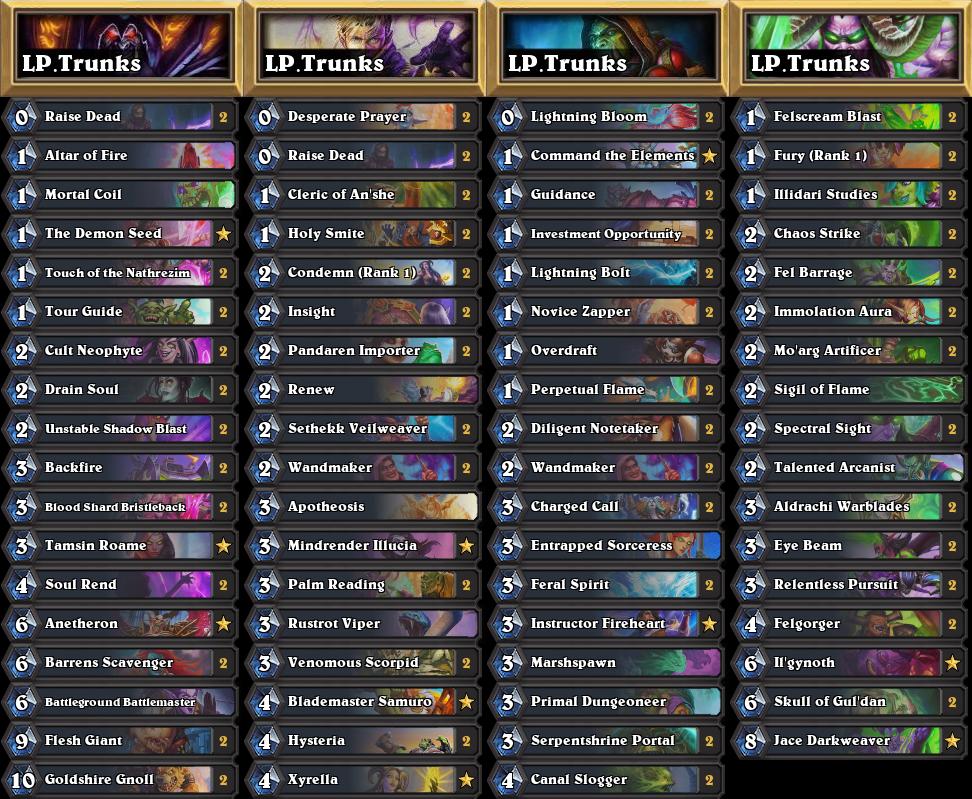 LP.Trunks
0 Raise Dead 2
1 Altar of Fire
1 Mortal Coil
1 The Demon Seed
1 Touch of the Nathrezim 2
1 Tour Guide 2
2 Cult Neophyte 2
2 Drain Soul 2
2 Unstable Shadow Blast 2
3 Backfire 2
3 Blood Shard Bristleback 2
3 Tamsin Roame
4 Soul Rend 2
6 Anetheron
6 Barrens Scavenger 2
6 Battleground Battlemaster
9 Flesh Giant 2
10 Goldshire Gnoll 2
LP.Trunks
0 Desperate Prayer 2
0 Raise Dead 2
1 Cleric of An'she 2
1 Holy Smite 2
2 Condemn (Rank 1) 2
2 Insight 2
2 Pandaren Importer 2
2 Renew
2 Sethekk Veilweaver 2
2 Wandmaker 2
3 Apotheosis
3 Mindrender Illucia
3 Palm Reading 2
3 Rustrot Viper
3 Venomous Scorpid 2
4 Blademaster Samuro
4 Hysteria 2
4 Xyrella
LP.Trunks
0 Lightning Bloom 2
1 Command the Elements
1 Guidance 2
1 Investment Opportunity 2
1 Lightning Bolt 2
1 Novice Zapper 2
1 Overdraft
1 Perpetual Flame 2
2 Diligent Notetaker 2
2 Wandmaker 2
3 Charged Call 2
3 Entrapped Sorceress
3 Feral Spirit 2
3 Instructor Fireheart
3 Marshspawn
3 Primal Dungeoneer
3 Serpentshrine Portal 2
4 Canal Slogger 2
LP.Trunks
1 Felscream Blast 2
1 Fury (Rank 1) 2
1 Illidari Studies 2
2 Chaos Strike 2
2 Fel Barrage 2
2 Immolation Aura 2
2 Mo'arg Artificer 2
2 Sigil of Flame
2 Spectral Sight 2
2 Talented Arcanist
3 Aldrachi Warblades 2
3 Eye Beam 2
3 Relentless Pursuit 2
4 Felgorger 2
6 Il'gynoth
6 Skull of Gul'dan 2
8 Jace Darkweaver